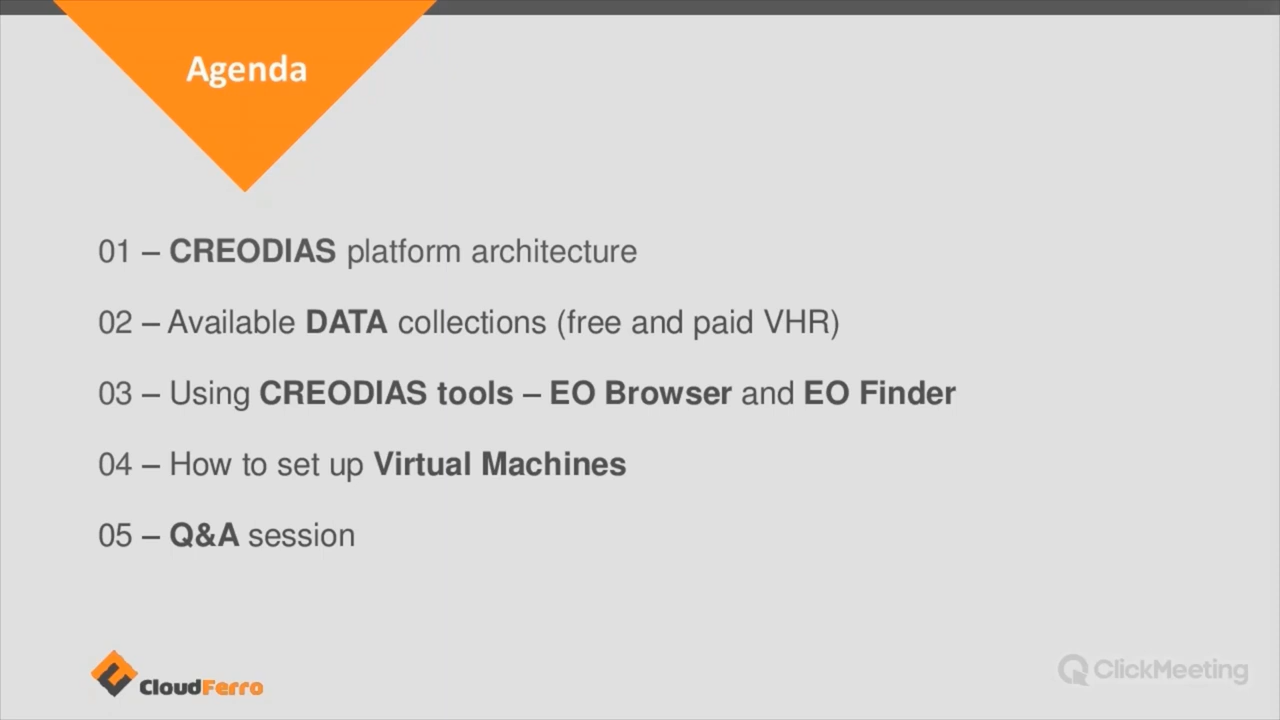 Agenda
01 – CREODIAS platform architecture
02 – Available DATA collections (free and paid VHR)
03 – Using CREODIAS tools – EO Browser and EO Finder
04 – How to set up Virtual Machines
05 – Q&A session
CloudFerro
ClickMeeting